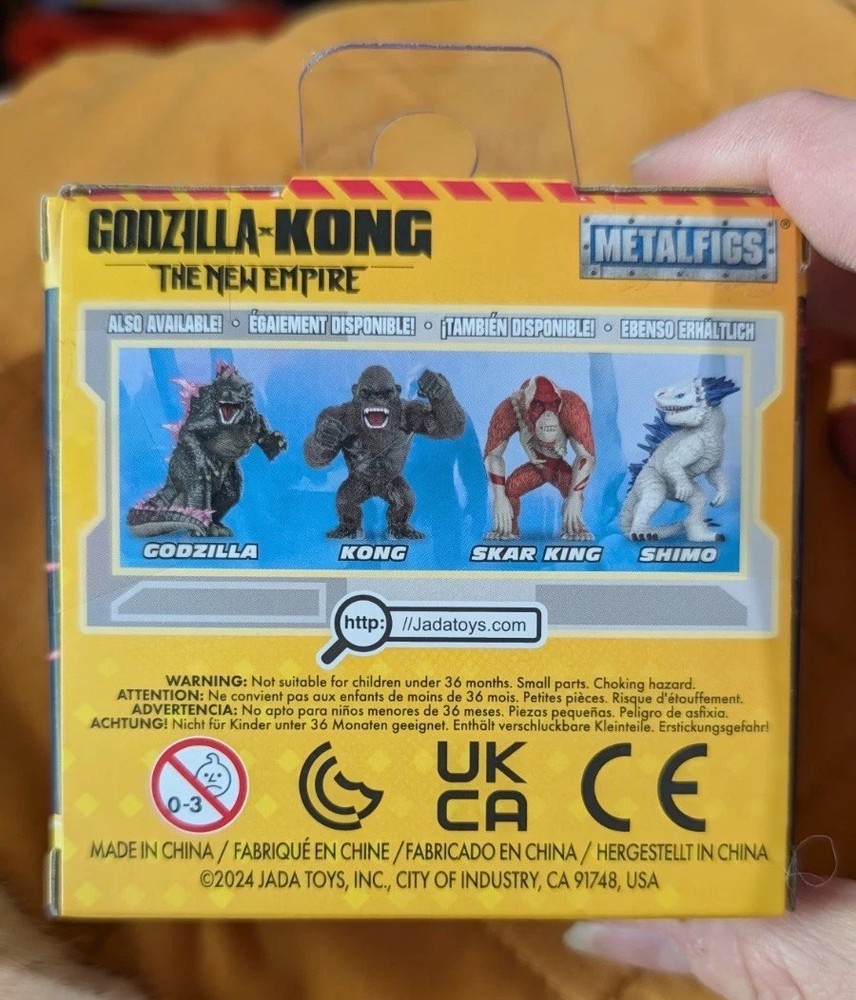 GODZILLA × KONG
THE NEW EMPIRE
METALFIGS®
ALSO AVAILABLE! • ÉGAIEMENT DISPONIBLE! • ¡TAMBIÉN DISPONIBLE! • EBENSO ERHÄLTLICH
GODZILLA KONG SKAR KING SHIMO
http: //Jadatoys.com
WARNING: Not suitable for children under 36 months. Small parts. Choking hazard.
ATTENTION: Ne convient pas aux enfants de moins de 36 mois. Petites pièces. Risque d'étouffement.
ADVERTENCIA: No apto para niños menores de 36 meses. Piezas pequeñas. Peligro de asfixia.
ACHTUNG! Nicht für Kinder unter 36 Monaten geeignet. Enthält verschluckbare Kleinteile. Erstickungsgefahr!
0-3
UK
CA
CE
MADE IN CHINA / FABRIQUÉ EN CHINE / FABRICADO EN CHINA / HERGESTELLT IN CHINA
©2024 JADA TOYS, INC., CITY OF INDUSTRY, CA 91748, USA